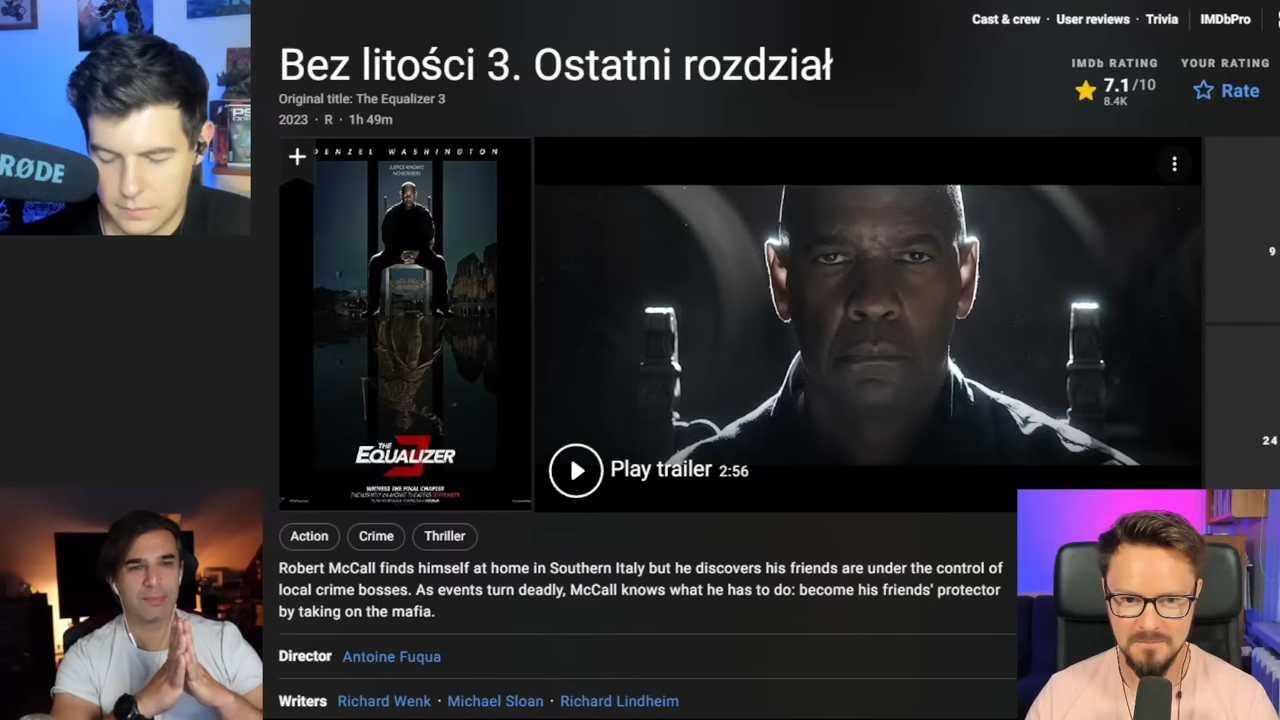 Cast & crew · User reviews · Trivia IMDbPro
Bez litości 3. Ostatni rozdział
Original title: The Equalizer 3
2023 · R · 1h 49m
IMDb RATING
7.1/10
8.4K
YOUR RATING
Rate
RØDE
DENZEL WASHINGTON
THE EQUALIZER 3
WITNESS THE FINAL CHAPTER
Play trailer 2:56
9
24
Action
Crime
Thriller
Robert McCall finds himself at home in Southern Italy but he discovers his friends are under the control of
local crime bosses. As events turn deadly, McCall knows what he has to do: become his friends' protector
by taking on the mafia.
Director Antoine Fuqua
Writers Richard Wenk · Michael Sloan · Richard Lindheim